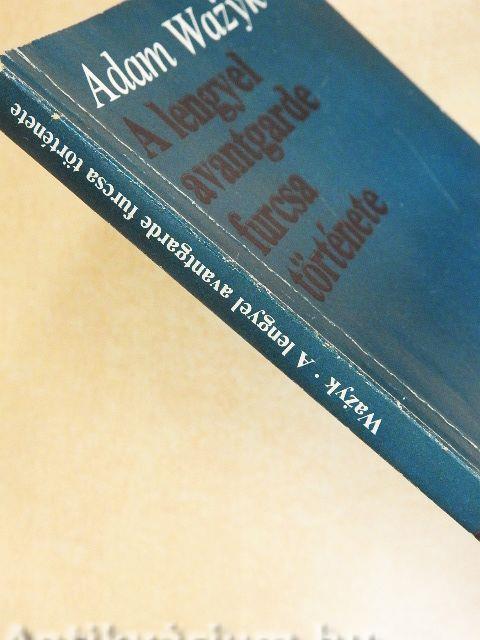 Adam Ważyk
A lengyel
avantgarde
furcsa
története
Ważyk · A lengyel avantgarde furcsa története